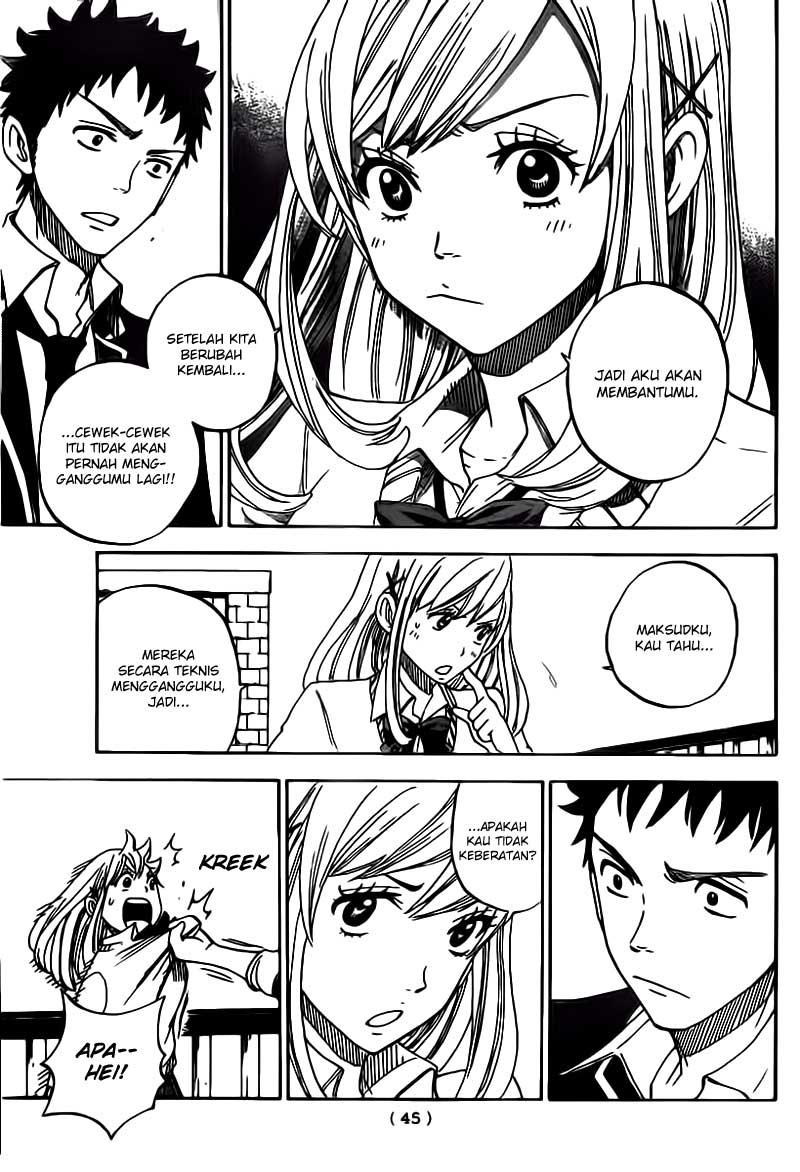 JADI AKU AKAN
MEMBANTUMU.
SETELAH KITA
BERUBAH
KEMBALI...
...CEWEK-CEWEK
ITU TIDAK AKAN
PERNAH MENG-
GANGGUMU LAGI!!
MAKSUDKU,
KAU TAHU...
MEREKA
SECARA TEKNIS
MENGGANGGUKU,
JADI...
...APAKAH
KAU TIDAK
KEBERATAN?
KREEK
APA--
HEI!
( 45 )